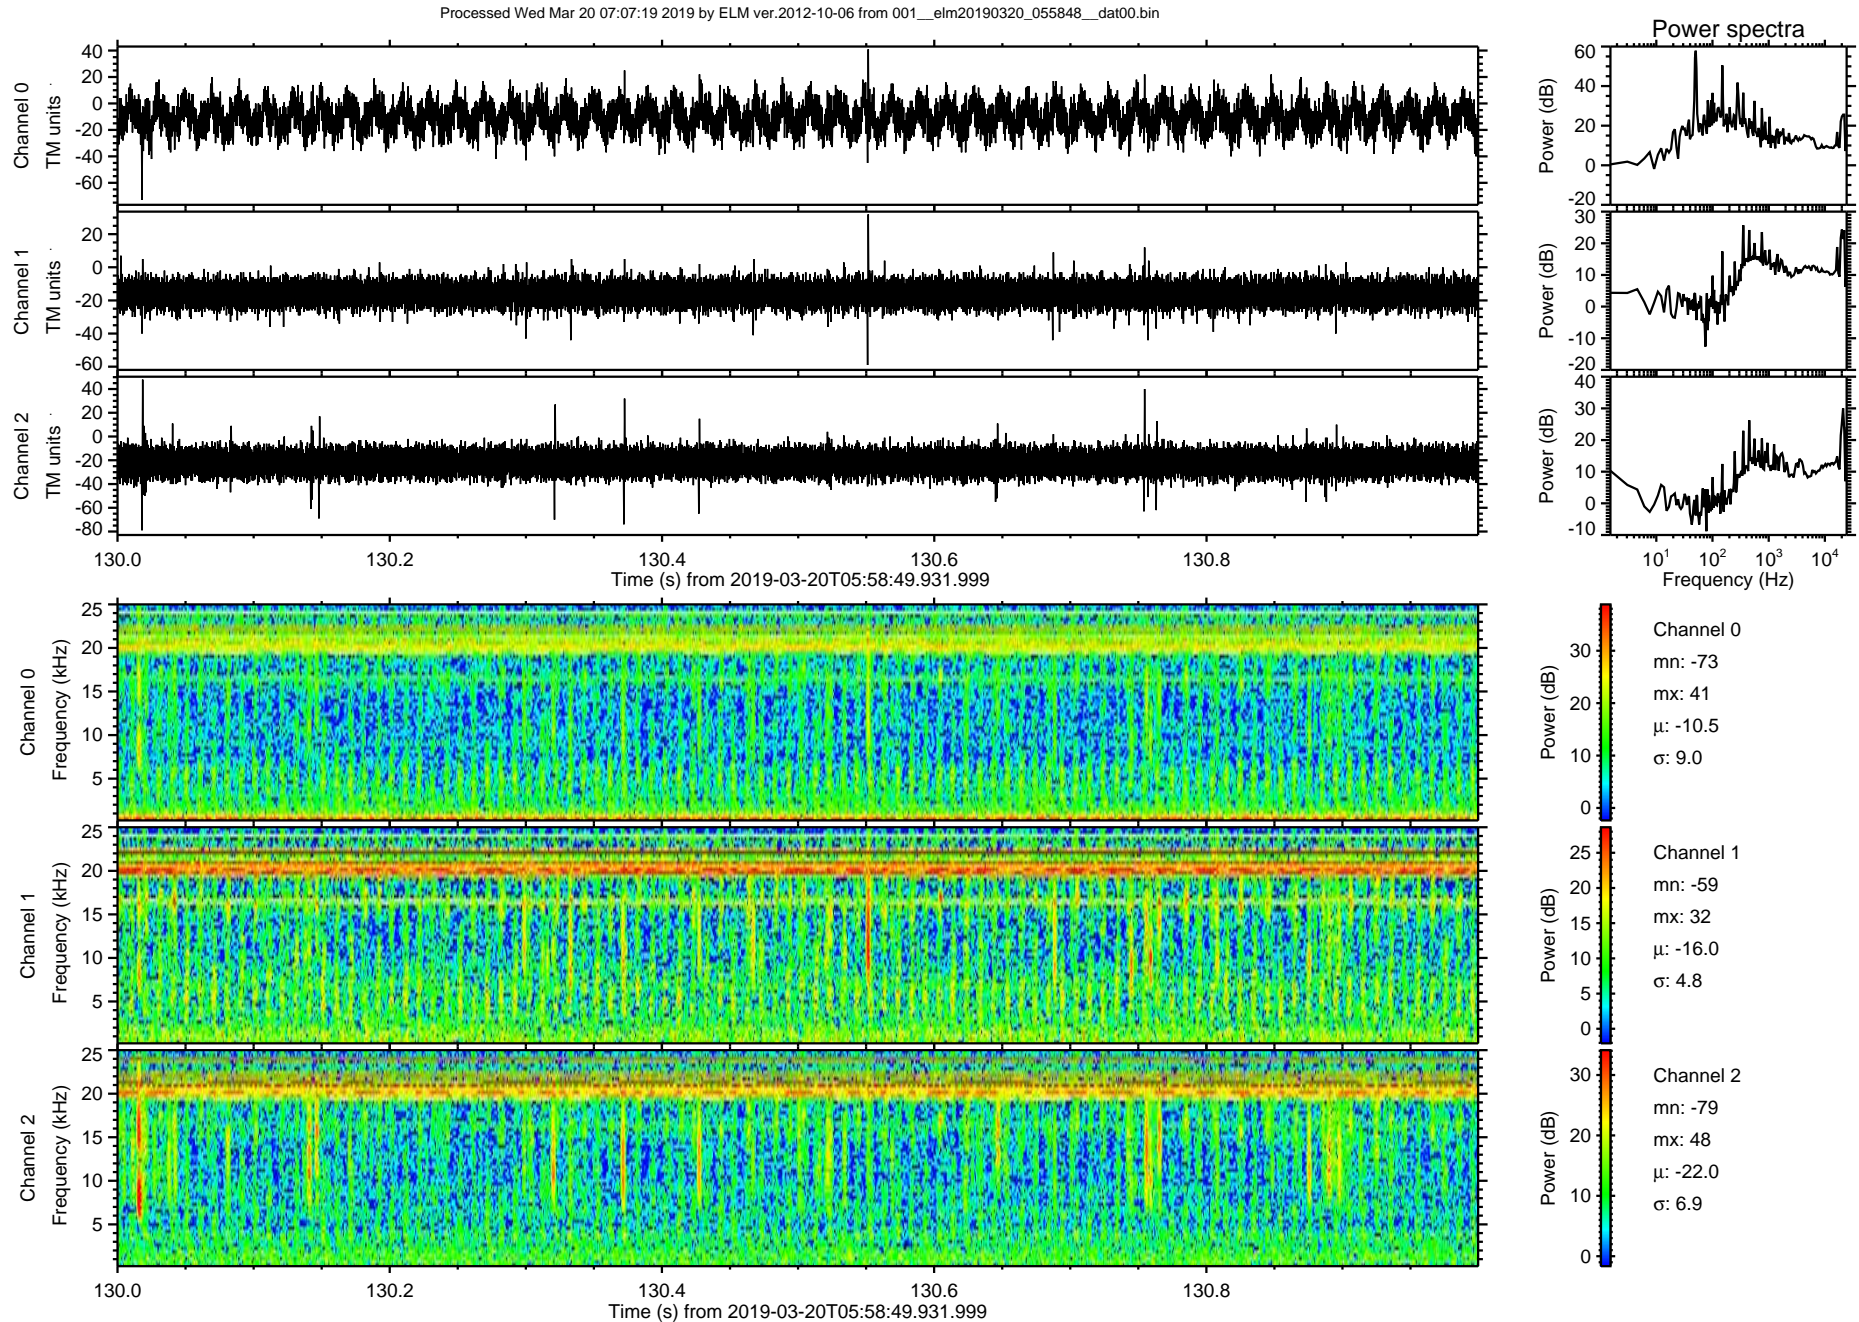 Processed Wed Mar 20 07:07:19 2019 by ELM ver.2012-10-06 from 001__elm20190320_055848__dat00.bin
Power spectra
Channel 0
TM units
40
20
0
-20
-40
-60
Power (dB)
60
40
20
0
-20
Channel 1
TM units
20
0
-20
-40
-60
Power (dB)
30
20
10
0
-10
-20
Channel 2
TM units
40
20
0
-20
-40
-60
-80
Power (dB)
40
30
20
10
0
-10
130.0 130.2 130.4 130.6 130.8
Time (s) from 2019-03-20T05:58:49.931.999
10¹ 10² 10³ 10⁴
Frequency (Hz)
Channel 0
Frequency (kHz)
25
20
15
10
5
Power (dB)
30
20
10
0
Channel 0
mn: -73
mx: 41
μ: -10.5
σ: 9.0
Channel 1
Frequency (kHz)
25
20
15
10
5
Power (dB)
25
20
15
10
5
0
Channel 1
mn: -59
mx: 32
μ: -16.0
σ: 4.8
Channel 2
Frequency (kHz)
25
20
15
10
5
Power (dB)
30
20
10
0
Channel 2
mn: -79
mx: 48
μ: -22.0
σ: 6.9
130.0 130.2 130.4 130.6 130.8
Time (s) from 2019-03-20T05:58:49.931.999